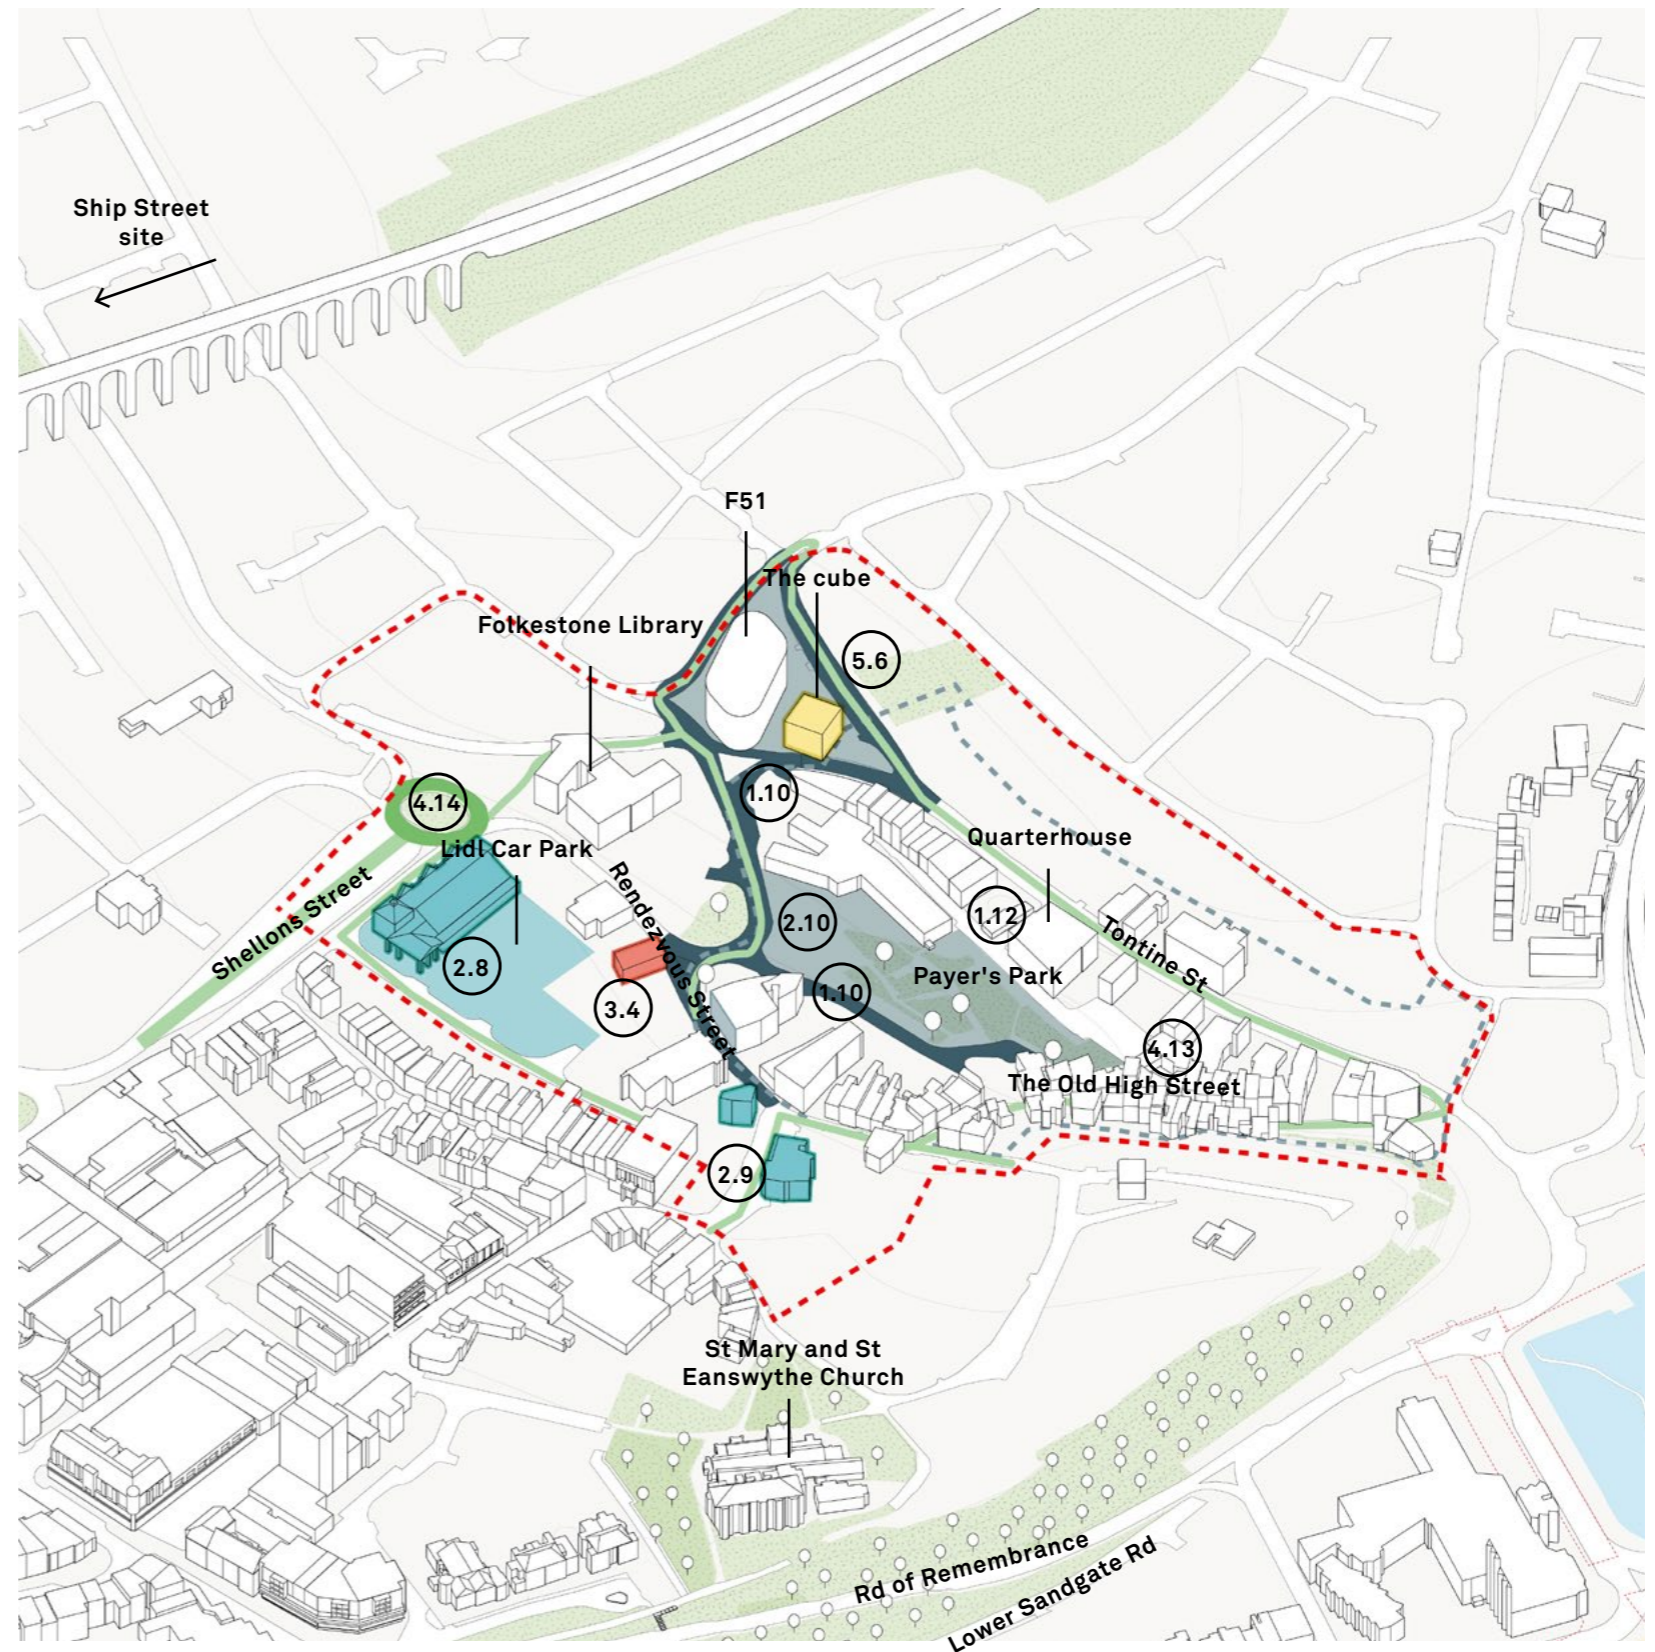 Ship Street
site
F51
The cube
Folkestone Library
5.6
1.10
4.14
Quarterhouse
Lidl Car Park
Rendezvous Street
Shellons Street
2.10
1.12
Tontine St
2.8
Payer's Park
1.10
3.4
4.13
The Old High Street
2.9
St Mary and St
Eanswythe Church
Rd of Remembrance
Lower Sandgate Rd